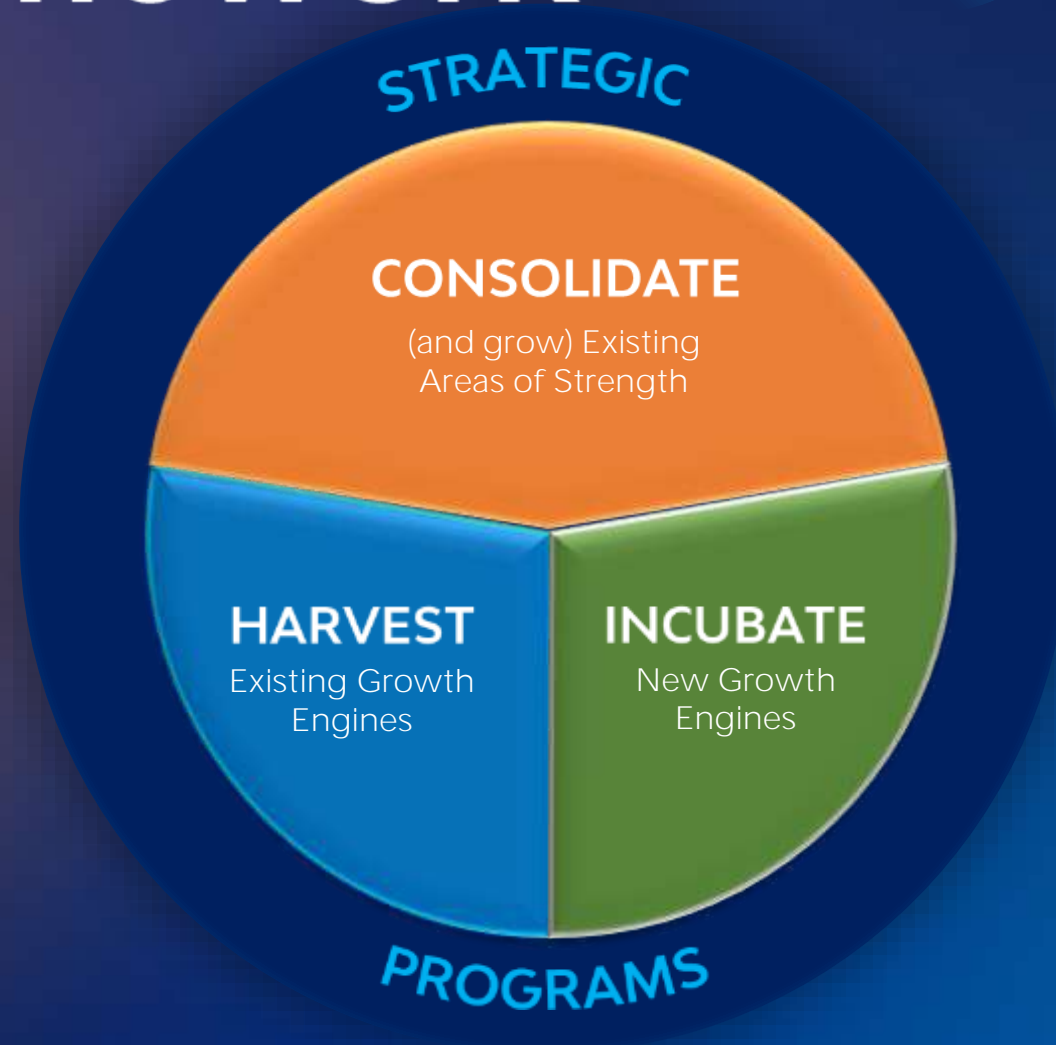 STRATEGIC
CONSOLIDATE
(and grow) Existing
Areas of Strength
HARVEST
Existing Growth
Engines
INCUBATE
New Growth
Engines
PROGRAMS